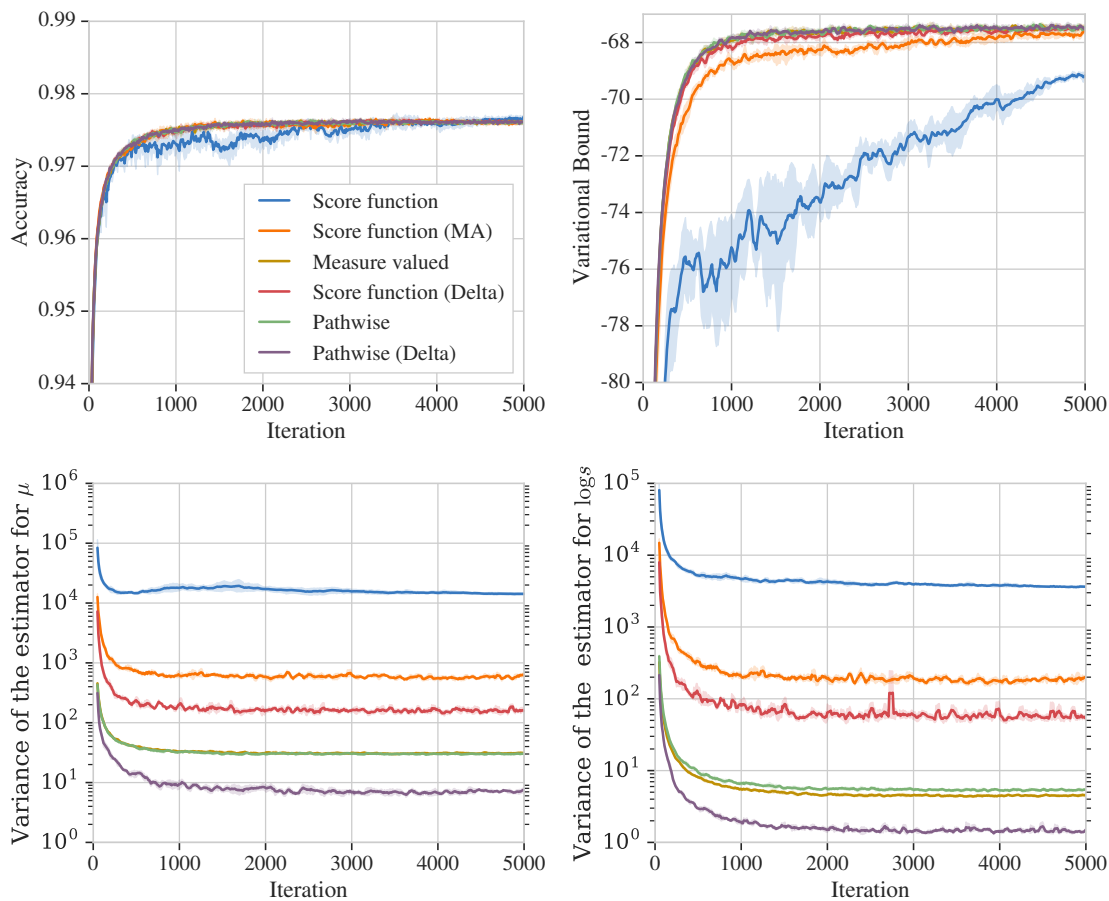 0.99
0.98
0.97
0.96
0.95
0.94
Accuracy
Score function
Score function (MA)
Measure valued
Score function (Delta)
Pathwise
Pathwise (Delta)
0 1000 2000 3000 4000 5000
Iteration
-68
-70
-72
-74
-76
-78
-80
Variational Bound
0 1000 2000 3000 4000 5000
Iteration
10^6
10^5
10^4
10^3
10^2
10^1
10^0
Variance of the estimator for μ
0 1000 2000 3000 4000 5000
Iteration
10^5
10^4
10^3
10^2
10^1
10^0
Variance of the estimator for log s
0 1000 2000 3000 4000 5000
Iteration